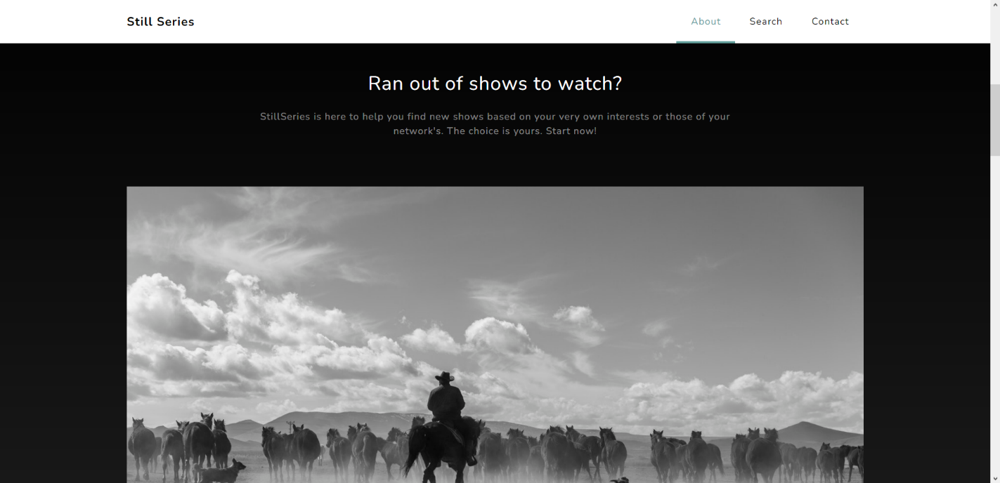 Still Series
About
Search
Contact
Ran out of shows to watch?
StillSeries is here to help you find new shows based on your very own interests or those of your
network's. The choice is yours. Start now!